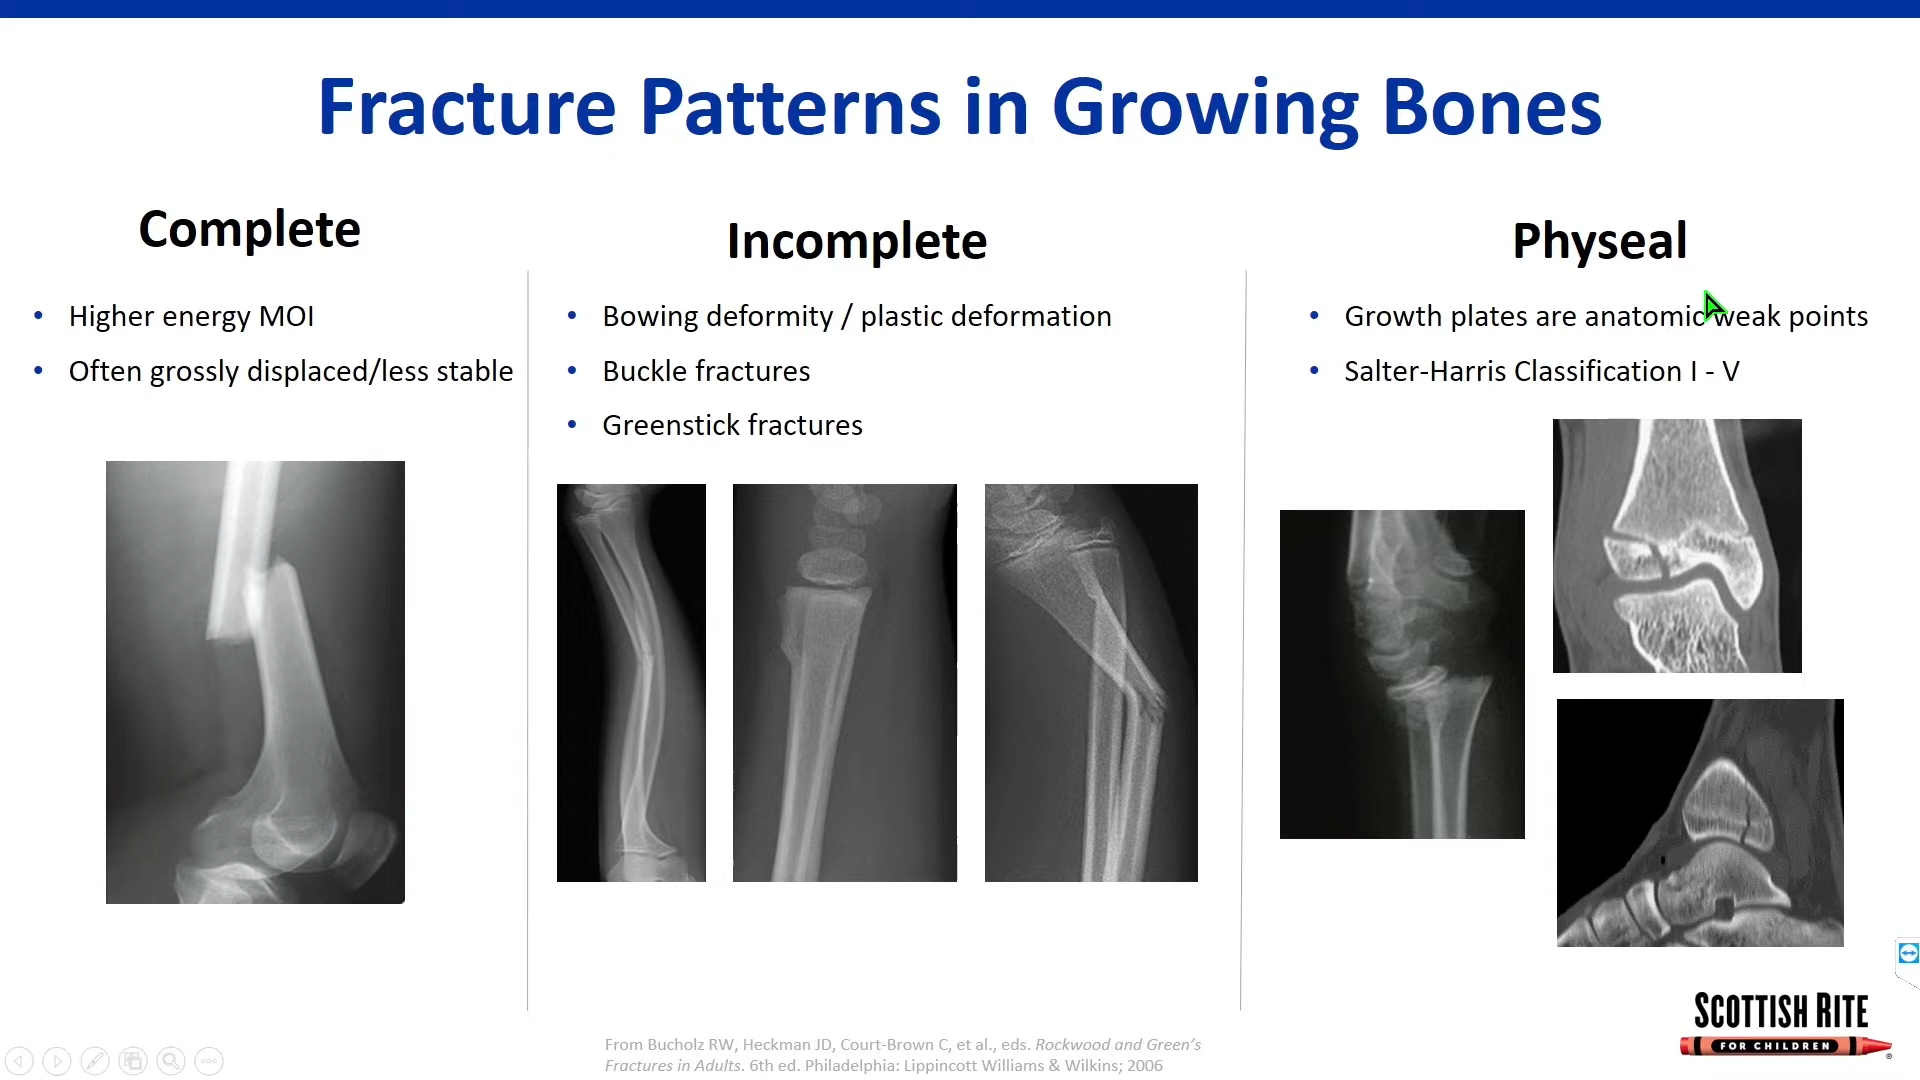 Fracture Patterns in Growing Bones
Complete
• Higher energy MOI
• Often grossly displaced/less stable
Incomplete
• Bowing deformity / plastic deformation
• Buckle fractures
• Greenstick fractures
Physeal
• Growth plates are anatomic weak points
• Salter-Harris Classification I - V
From Bucholz RW, Heckman JD, Court-Brown C, et al., eds. Rockwood and Green’s
Fractures in Adults. 6th ed. Philadelphia: Lippincott Williams & Wilkins; 2006
SCOTTISH RITE
FOR CHILDREN ®